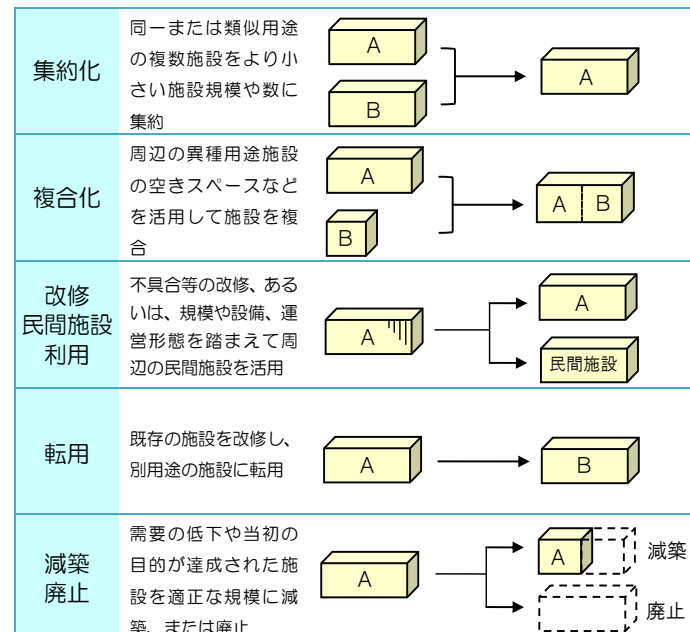 集約化
同一または類似用途
の複数施設をより小
さい施設規模や数に
集約
A
B
A
複合化
周辺の異種用途施設
の空きスペースなど
を活用して施設を複
合
A
B
A B
改修
民間施設
利用
不具合等の改修、ある
いは、規模や設備、運
営形態を踏まえて周
辺の民間施設を活用
A
A
民間施設
転用
既存の施設を改修し、
別用途の施設に転用
A
B
減築
廃止
需要の低下や当初の
目的が達成された施
設を適正な規模に減
築、または廃止
A
A
減築
廃止